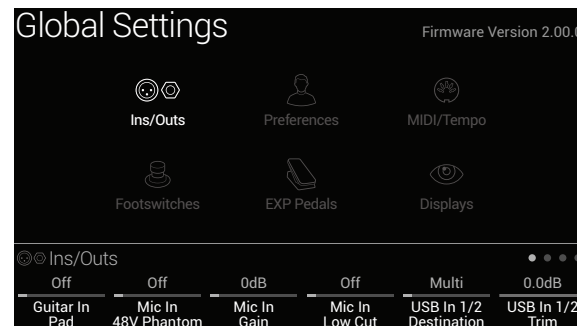 Global Settings
Firmware Version 2.00.0
Ins/Outs Preferences MIDI/Tempo
Footswitches EXP Pedals Displays
Ins/Outs
Off Off 0dB Off Multi 0.0dB
Guitar In Mic In Mic In Mic In USB In 1/2 USB In 1/2
Pad 48V Phantom Gain Low Cut Destination Trim